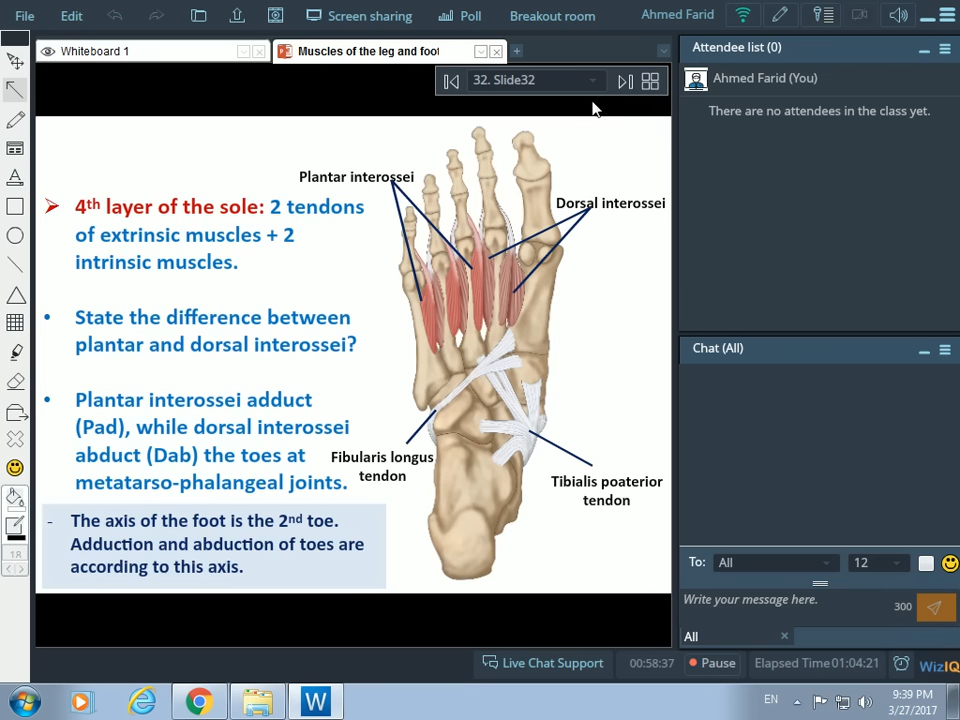 File
Edit
Screen sharing
Poll
Breakout room
Ahmed Farid
Whiteboard 1
Muscles of the leg and foot
Attendee list (0)
Ahmed Farid (You)
There are no attendees in the class yet.
32. Slide32
Plantar interossei
Dorsal interossei
4th layer of the sole: 2 tendons
of extrinsic muscles + 2
intrinsic muscles.
• State the difference between
plantar and dorsal interossei?
• Plantar interossei adduct
(Pad), while dorsal interossei
abduct (Dab) the toes at
metatarso-phalangeal joints.
Fibularis longus
tendon
Tibialis poaterior
tendon
- The axis of the foot is the 2nd toe.
Adduction and abduction of toes are
according to this axis.
Chat (All)
To: All 12
Write your message here.
300
All
18
Live Chat Support
00:58:37
Pause
Elapsed Time 01:04:21
WizIQ
EN
9:39 PM
3/27/2017